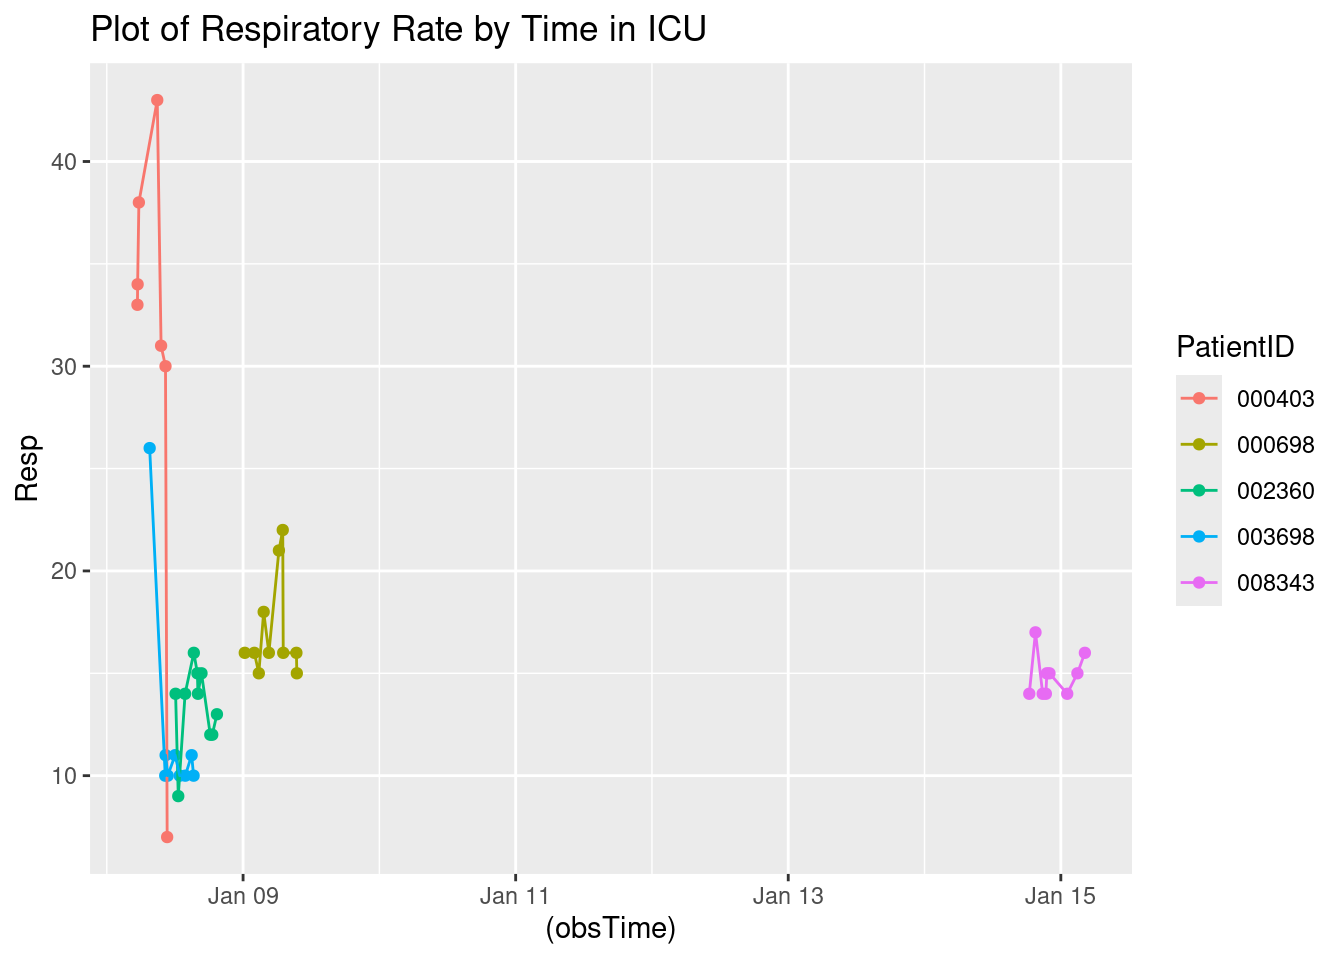 Plot of Respiratory Rate by Time in ICU
40
30
20
10
Resp
Jan 09
Jan 11
Jan 13
Jan 15
(obsTime)
PatientID
000403
000698
002360
003698
008343